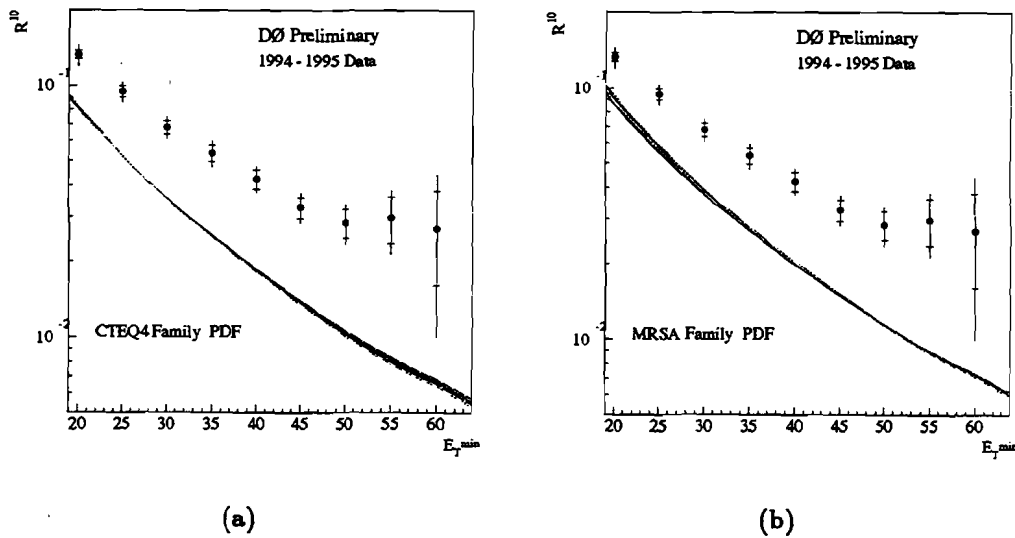 R^10
DØ Preliminary
1994 - 1995 Data
10^-1
10^-2
CTEQ4 Family PDF
20 25 30 35 40 45 50 55 60
E_T^min
(a)
R^10
DØ Preliminary
1994 - 1995 Data
10^-1
10^-2
MRSA Family PDF
20 25 30 35 40 45 50 55 60
E_T^min
(b)